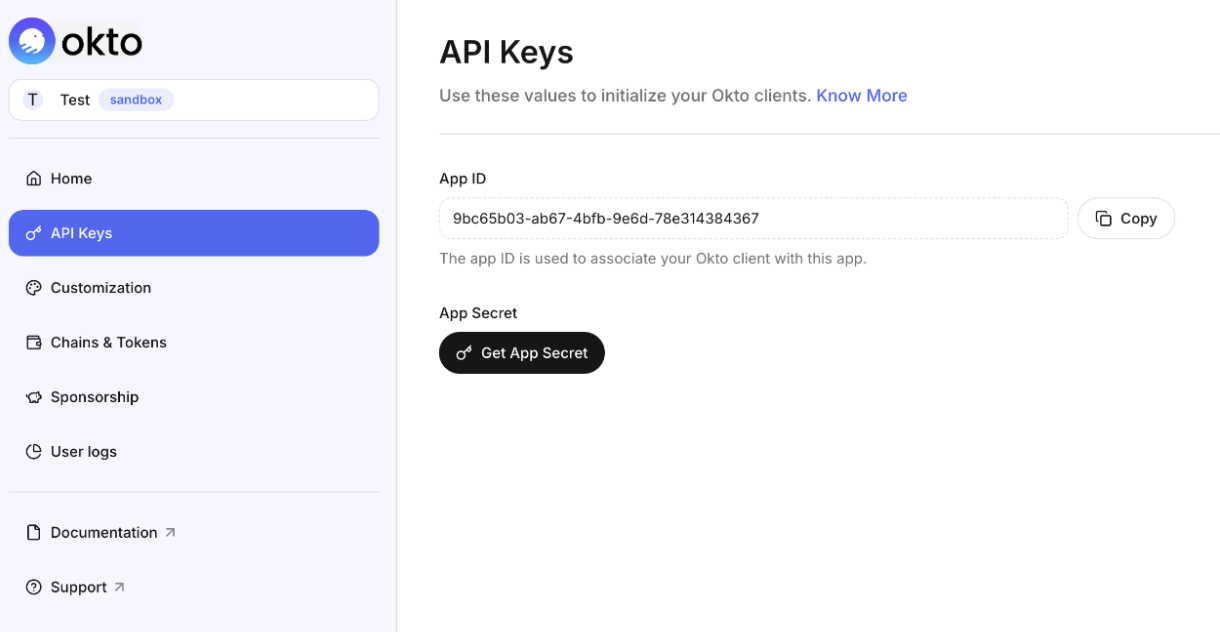 okto
T Test sandbox
Home
API Keys
Customization
Chains & Tokens
Sponsorship
User logs
Documentation
Support
API Keys
Use these values to initialize your Okto clients. Know More
App ID
9bc65b03-ab67-4bfb-9e6d-78e314384367 Copy
The app ID is used to associate your Okto client with this app.
App Secret
Get App Secret